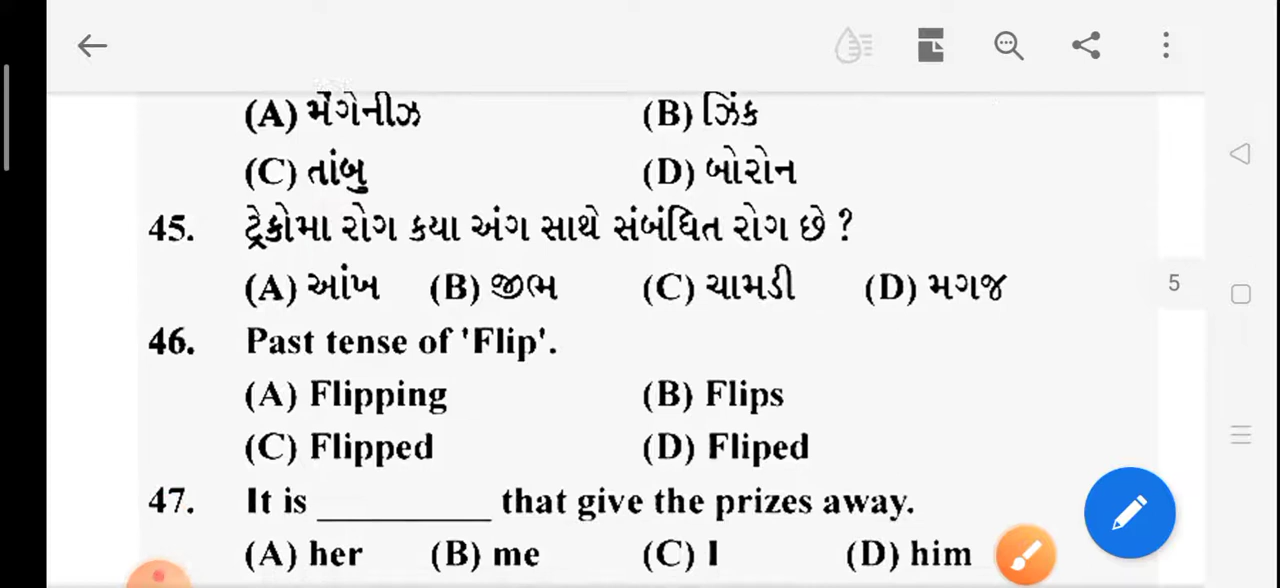 (A) મેંગેનીઝ (B) ઝિંક
(C) તાંબુ (D) બોરોન
45. ટ્રેકોમા રોગ કયા અંગ સાથે સંબંધિત રોગ છે ?
(A) આંખ (B) જીભ (C) ચામડી (D) મગજ
5
46. Past tense of 'Flip'.
(A) Flipping (B) Flips
(C) Flipped (D) Fliped
47. It is __________ that give the prizes away.
(A) her (B) me (C) I (D) him